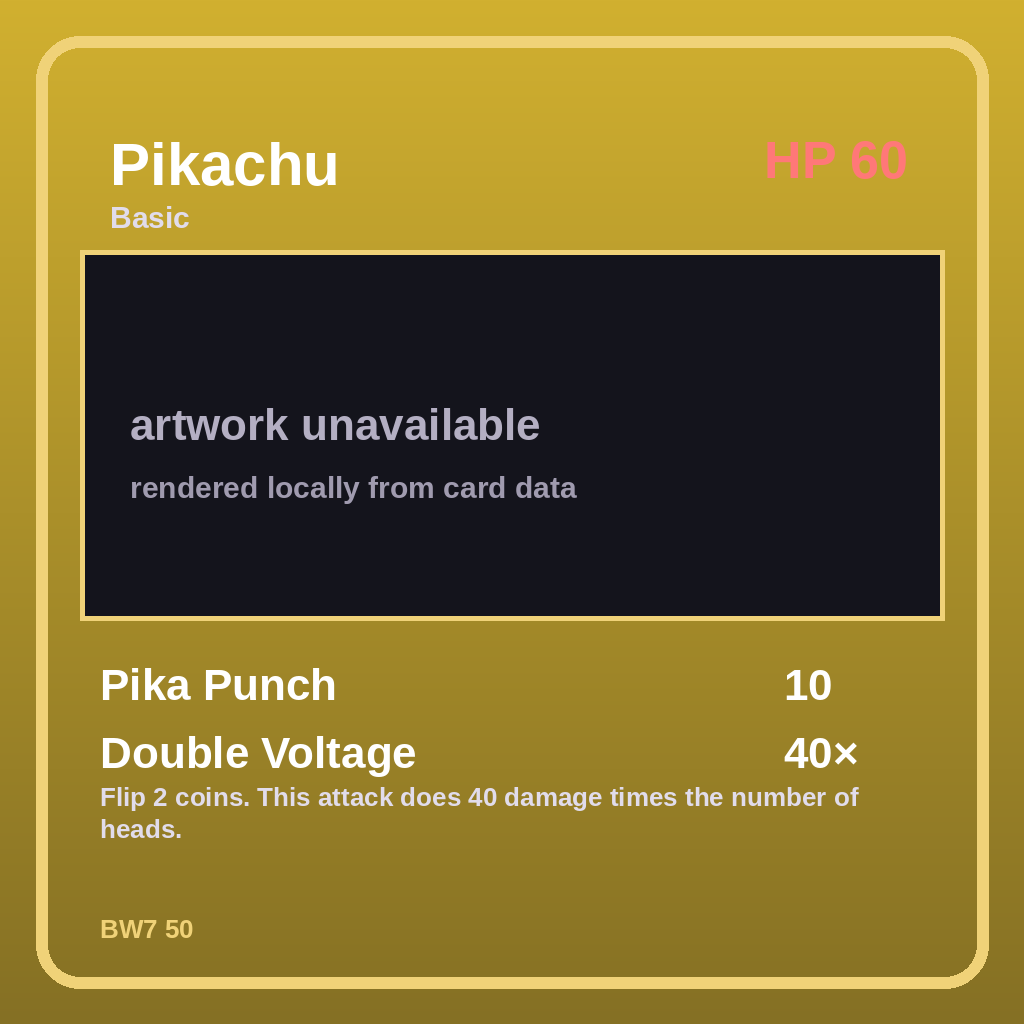 Pikachu
HP 60
Basic
artwork unavailable
rendered locally from card data
Pika Punch 10
Double Voltage 40×
Flip 2 coins. This attack does 40 damage times the number of
heads.
BW7 50